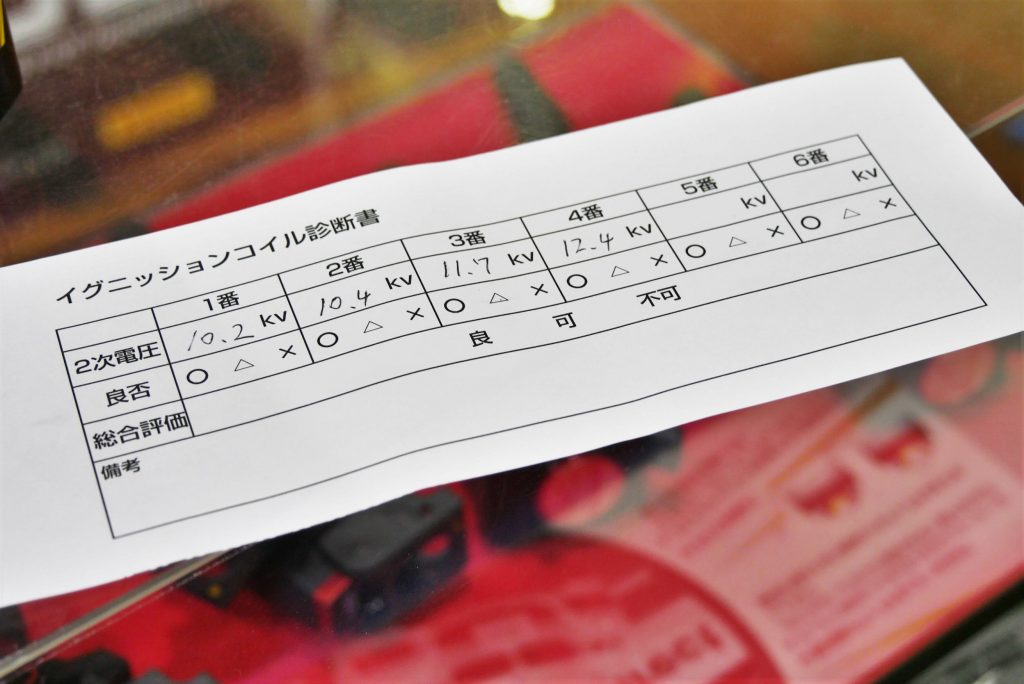 イグニッションコイル診断書
1番 2番 3番 4番 5番 6番
2次電圧 10.2 kv 10.4 kv 11.7 kv 12.4 kv kv kv
良否 ○ △ × ○ △ × ○ △ × ○ △ × ○ △ × ○ △ ×
総合評価 良 可 不可
備考